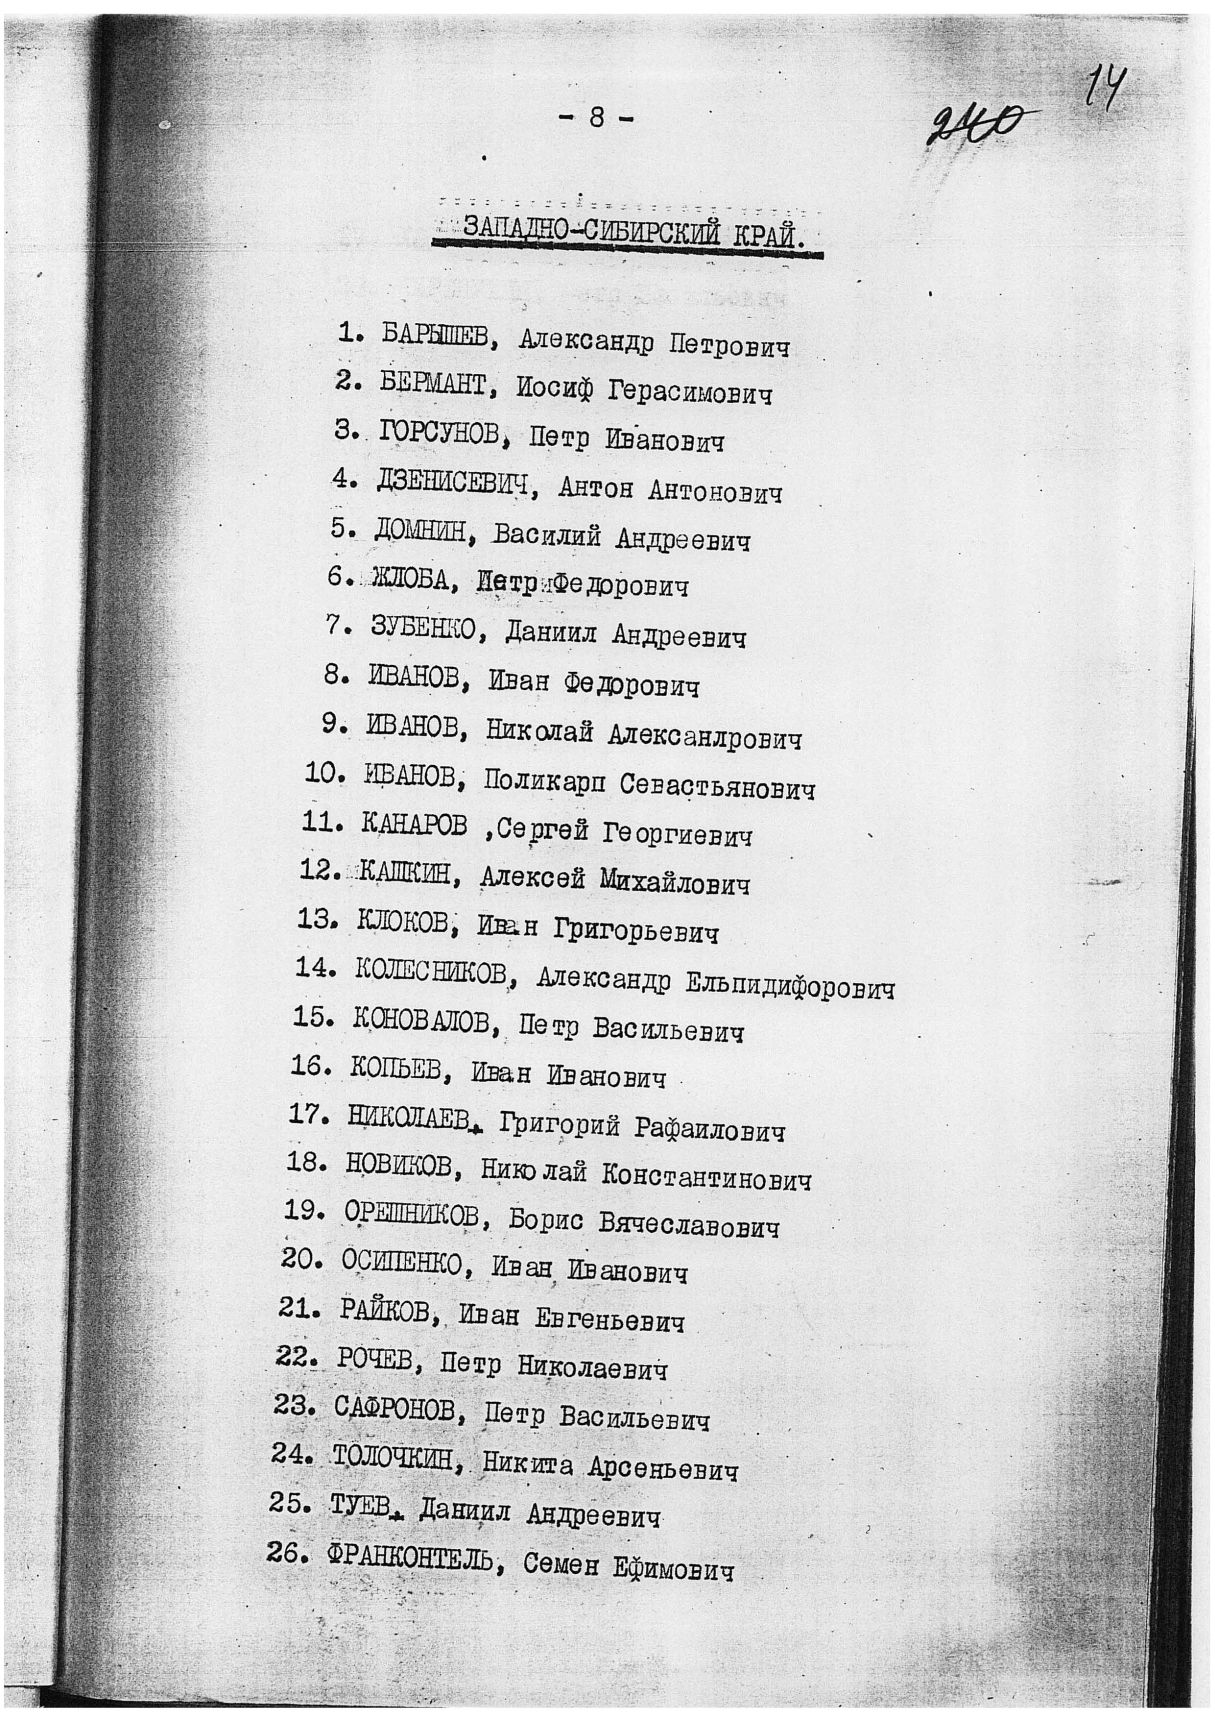 14
- 8 -
240
ЗАПАДНО-СИБИРСКИЙ КРАЙ.
1. БАРЫШЕВ, Александр Петрович
2. БЕРМАНТ, Иосиф Герасимович
3. ГОРСУНОВ, Петр Иванович
4. ДЗЕНИСЕВИЧ, Антон Антонович
5. ДОМНИН, Василий Андреевич
6. ЖЛОБА, Петр Федорович
7. ЗУБЕНКО, Даниил Андреевич
8. ИВАНОВ, Иван Федорович
9. ИВАНОВ, Николай Алексанлрович
10. ИВАНОВ, Поликарп Севастьянович
11. КАНАРОВ ,Сергей Георгиевич
12. КАШКИН, Алексей Михайлович
13. КЛОКОВ, Иван Григорьевич
14. КОЛЕСНИКОВ, Александр Ельпидифорович
15. КОНОВАЛОВ, Петр Васильевич
16. КОПЬЕВ, Иван Иванович
17. НИКОЛАЕВ, Григорий Рафаилович
18. НОВИКОВ, Николай Константинович
19. ОРЕШНИКОВ, Борис Вячеславович
20. ОСИПЕНКО, Иван Иванович
21. РАЙКОВ, Иван Евгеньевич
22. РОЧЕВ, Петр Николаевич
23. САФРОНОВ, Петр Васильевич
24. ТОЛОЧКИН, Никита Арсеньевич
25. ТУЕВ, Даниил Андреевич
26. ФРАНКОНТЕЛЬ, Семен Ефимович